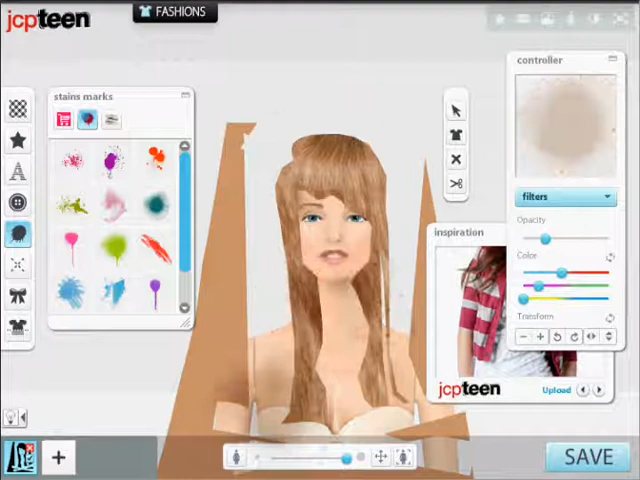 jcpteen
FASHIONS
controller
stains marks
filters
Opacity
inspiration
Color
Transform
jcpteen
Upload
SAVE